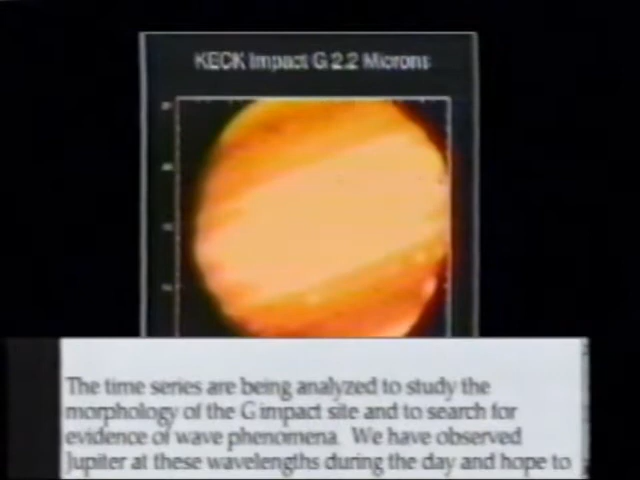 KECK Impact G 2.2 Microns
The time series are being analyzed to study the
morphology of the G impact site and to search for
evidence of wave phenomena. We have observed
Jupiter at these wavelengths during the day and hope to